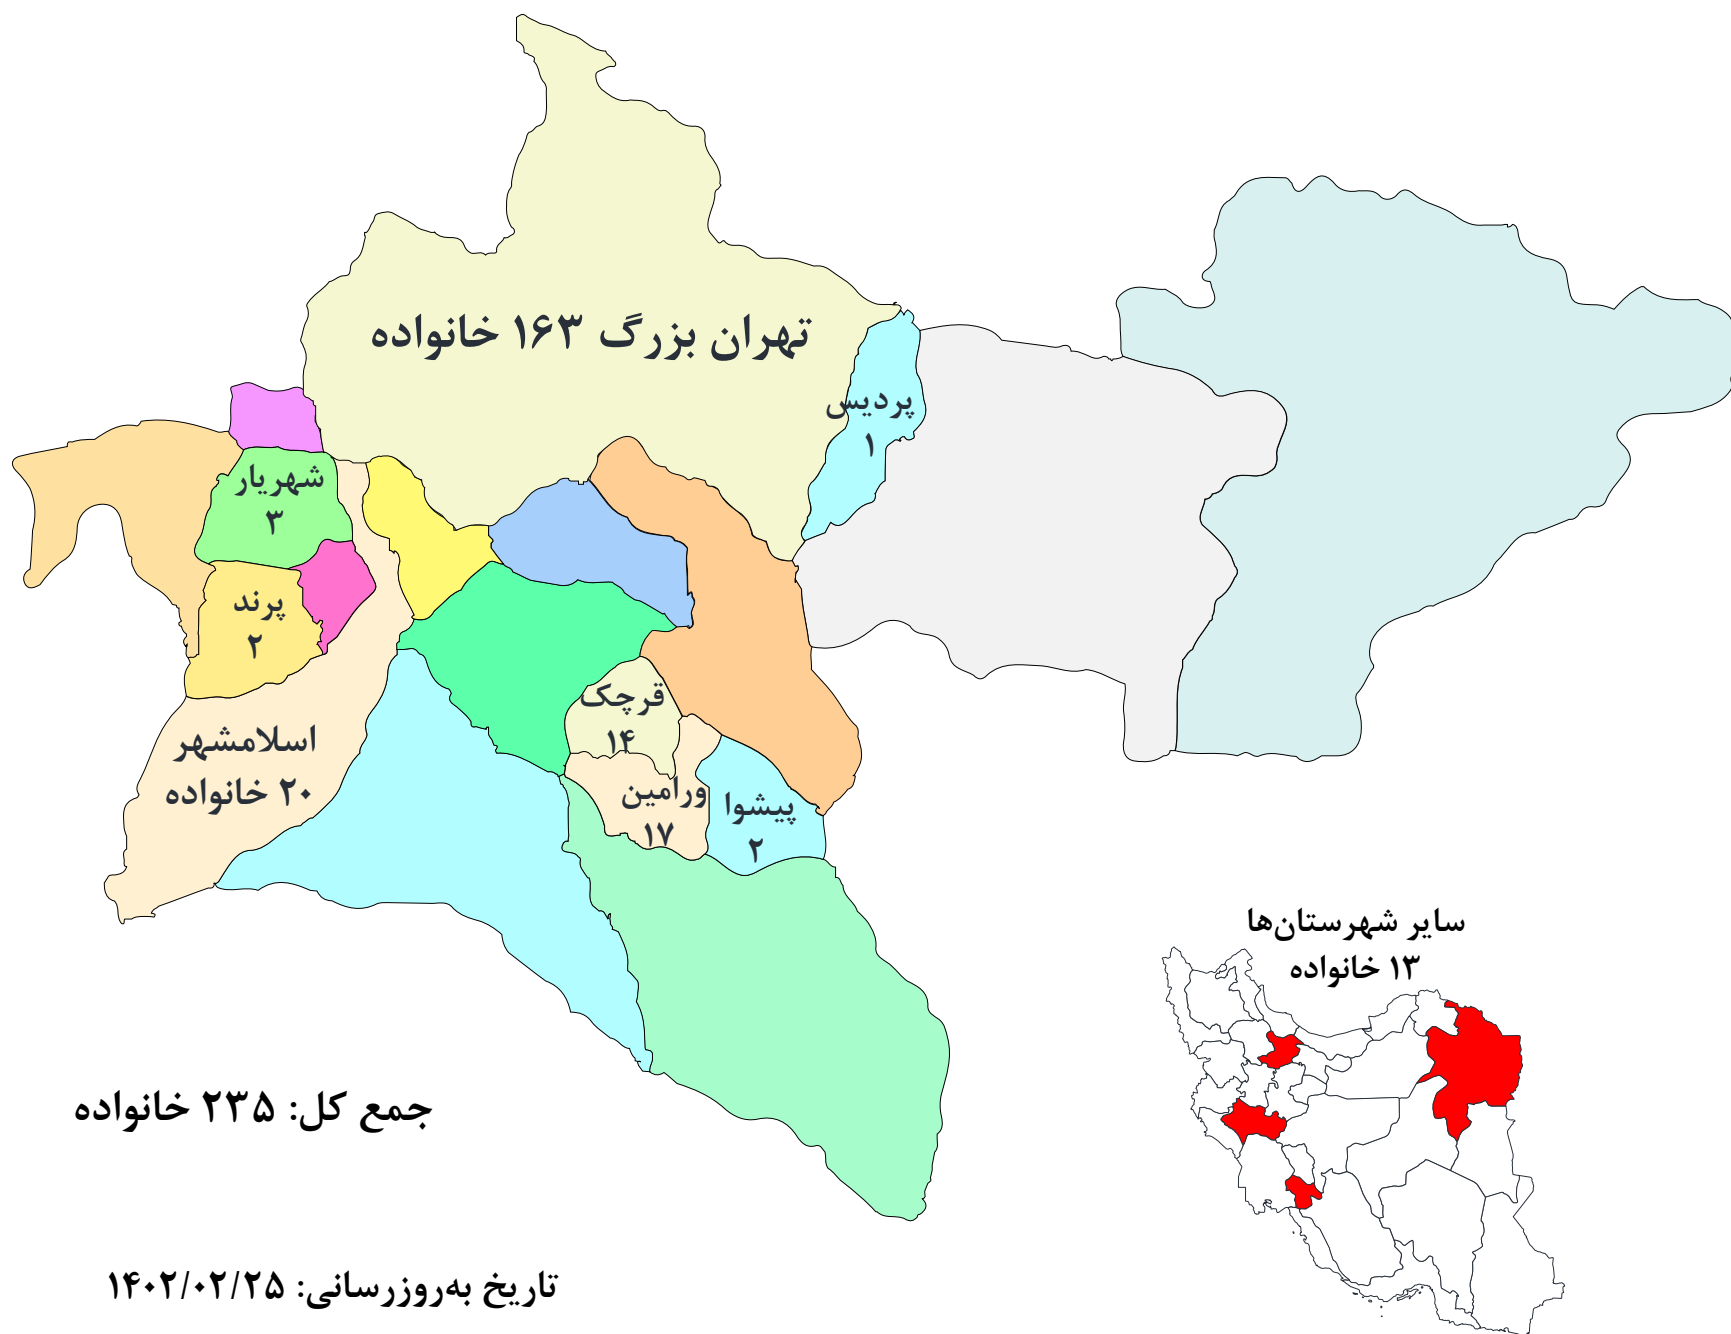 تهران بزرگ ۱۶۳ خانواده
پردیس
۱
شهریار
۳
پرند
۲
قرچک
۱۴
اسلامشهر
۲۰ خانواده
ورامین
۱۷
پیشوا
۲
سایر شهرستان‌ها
۱۳ خانواده
جمع کل: ۲۳۵ خانواده
تاریخ به‌روزرسانی: ۱۴۰۲/۰۲/۲۵